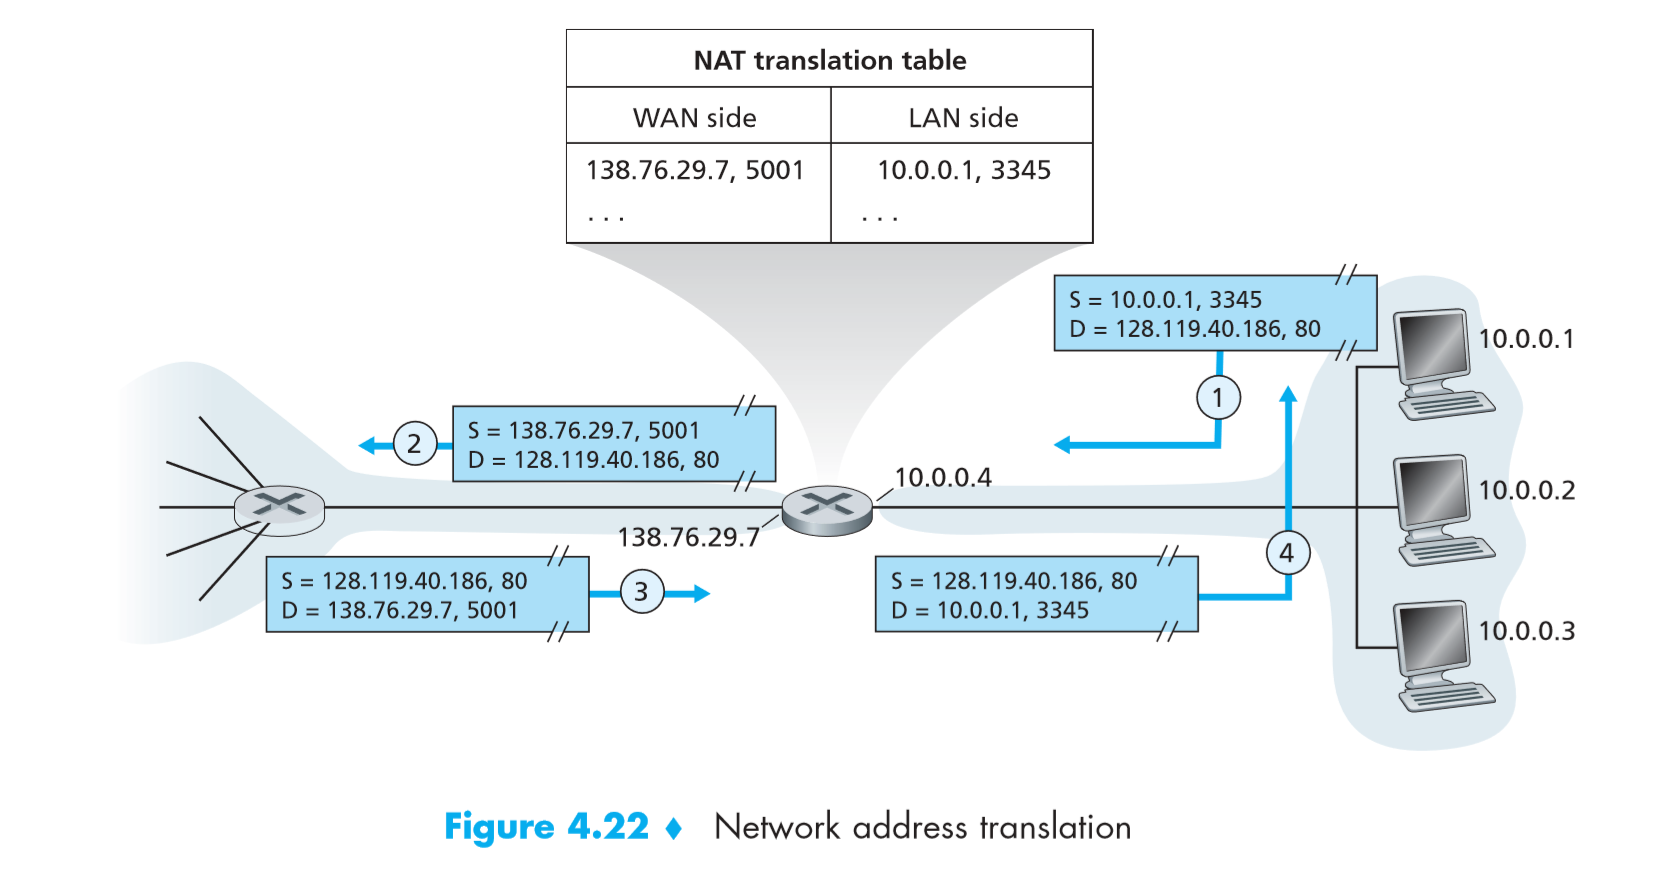 NAT translation table
WAN side LAN side
138.76.29.7, 5001 10.0.0.1, 3345
. . . . . .
S = 10.0.0.1, 3345
D = 128.119.40.186, 80
10.0.0.1
1
S = 138.76.29.7, 5001
D = 128.119.40.186, 80
2
10.0.0.4
10.0.0.2
138.76.29.7
4
S = 128.119.40.186, 80
D = 138.76.29.7, 5001
3
S = 128.119.40.186, 80
D = 10.0.0.1, 3345
10.0.0.3
Figure 4.22 ♦ Network address translation